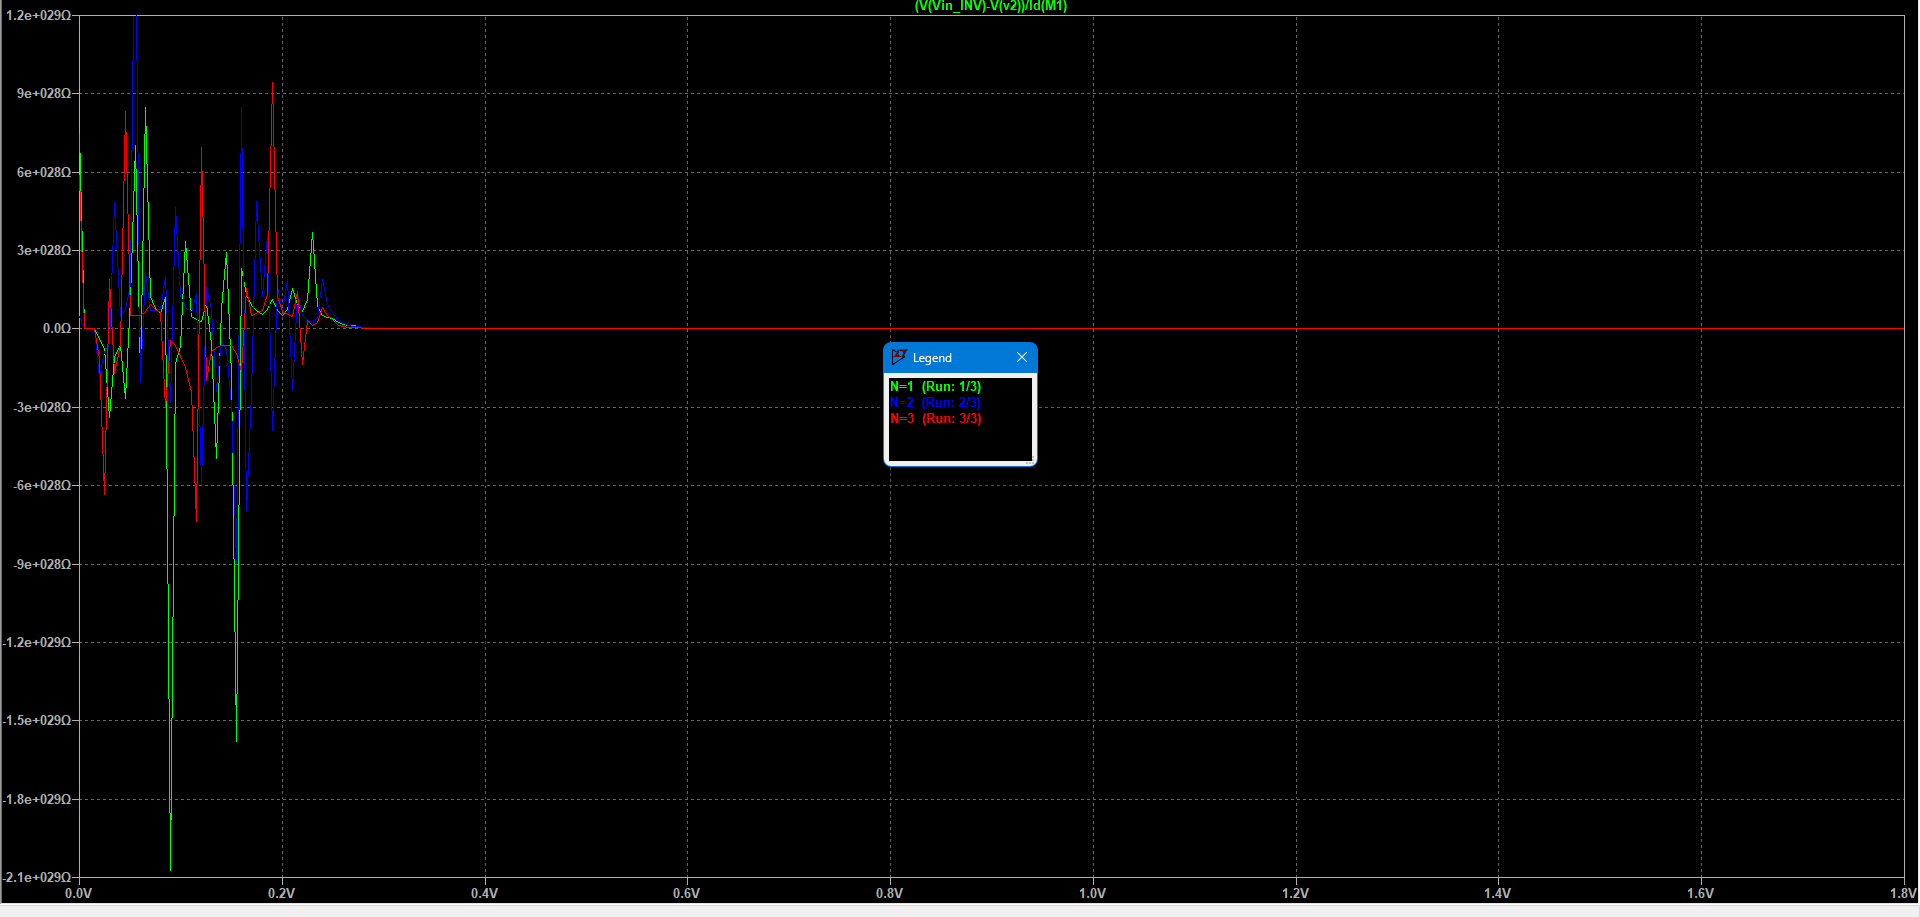 (V(Vin_INV)-V(v2))/Id(M1)
1.2e+029Ω
9e+028Ω
6e+028Ω
3e+028Ω
0.0Ω
-3e+028Ω
-6e+028Ω
-9e+028Ω
-1.2e+029Ω
-1.5e+029Ω
-1.8e+029Ω
-2.1e+029Ω
Legend
N=1 (Run: 1/3)
N=2 (Run: 2/3)
N=3 (Run: 3/3)
0.0V 0.2V 0.4V 0.6V 0.8V 1.0V 1.2V 1.4V 1.6V 1.8V